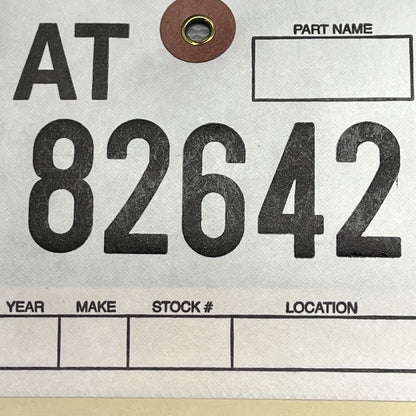 AT
PART NAME
82642
YEAR MAKE STOCK # LOCATION